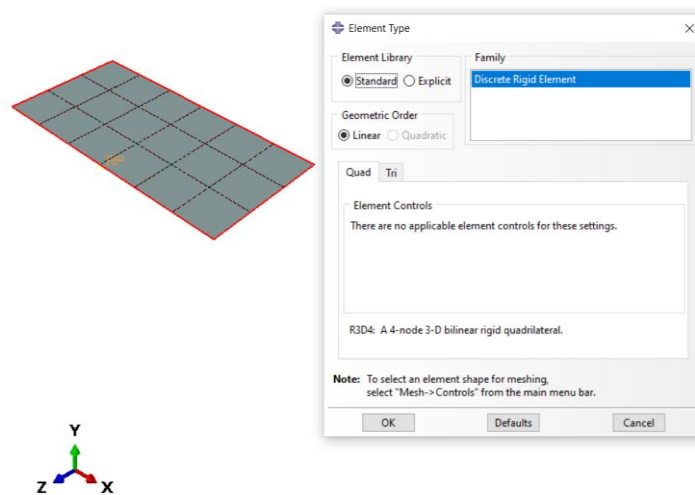 Element Type
Element Library
Family
Standard
Explicit
Discrete Rigid Element
Geometric Order
Linear
Quadratic
Quad
Tri
Element Controls
There are no applicable element controls for these settings.
R3D4: A 4-node 3-D bilinear rigid quadrilateral.
Note: To select an element shape for meshing,
select "Mesh->Controls" from the main menu bar.
OK
Defaults
Cancel
Y
Z
X